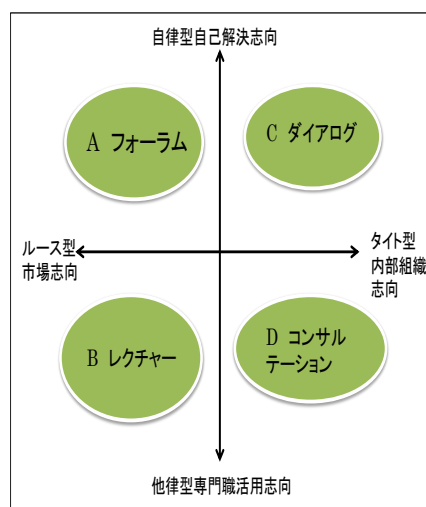 自律型自己解決志向
A フォーラム
C ダイアログ
ルース型
市場志向
タイト型
内部組織
志向
B レクチャー
D コンサル
テーション
他律型専門職活用志向